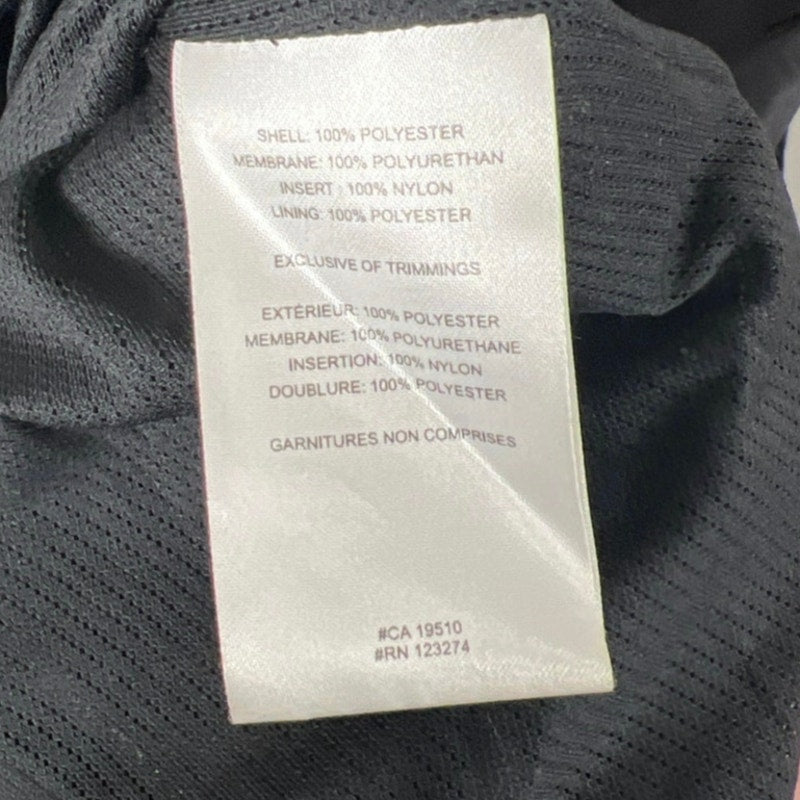 SHELL: 100% POLYESTER
MEMBRANE: 100% POLYURETHAN
INSERT : 100% NYLON
LINING: 100% POLYESTER
EXCLUSIVE OF TRIMMINGS
EXTÉRIEUR: 100% POLYESTER
MEMBRANE: 100% POLYURETHANE
INSERTION: 100% NYLON
DOUBLURE: 100% POLYESTER
GARNITURES NON COMPRISES
#CA 19510
#RN 123274